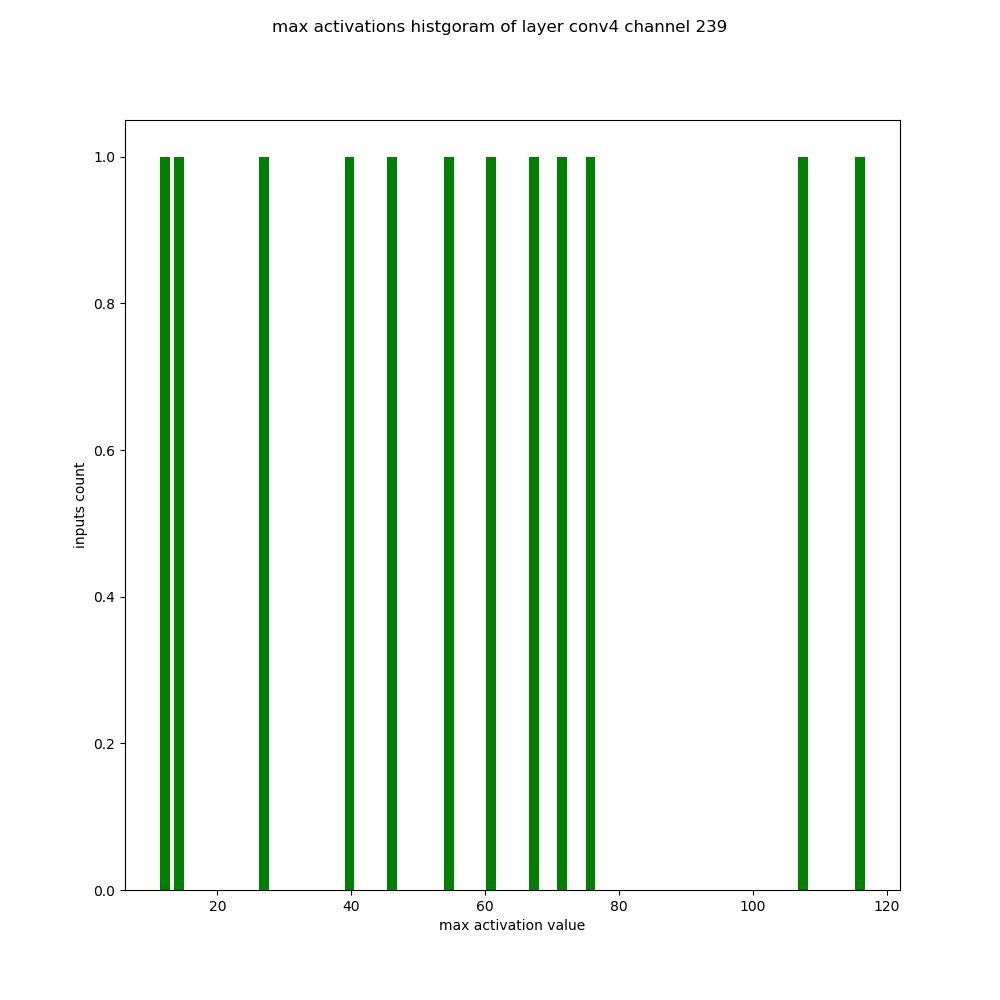 max activations histgoram of layer conv4 channel 239
1.0
0.8
0.6
0.4
0.2
0.0
inputs count
20 40 60 80 100 120
max activation value